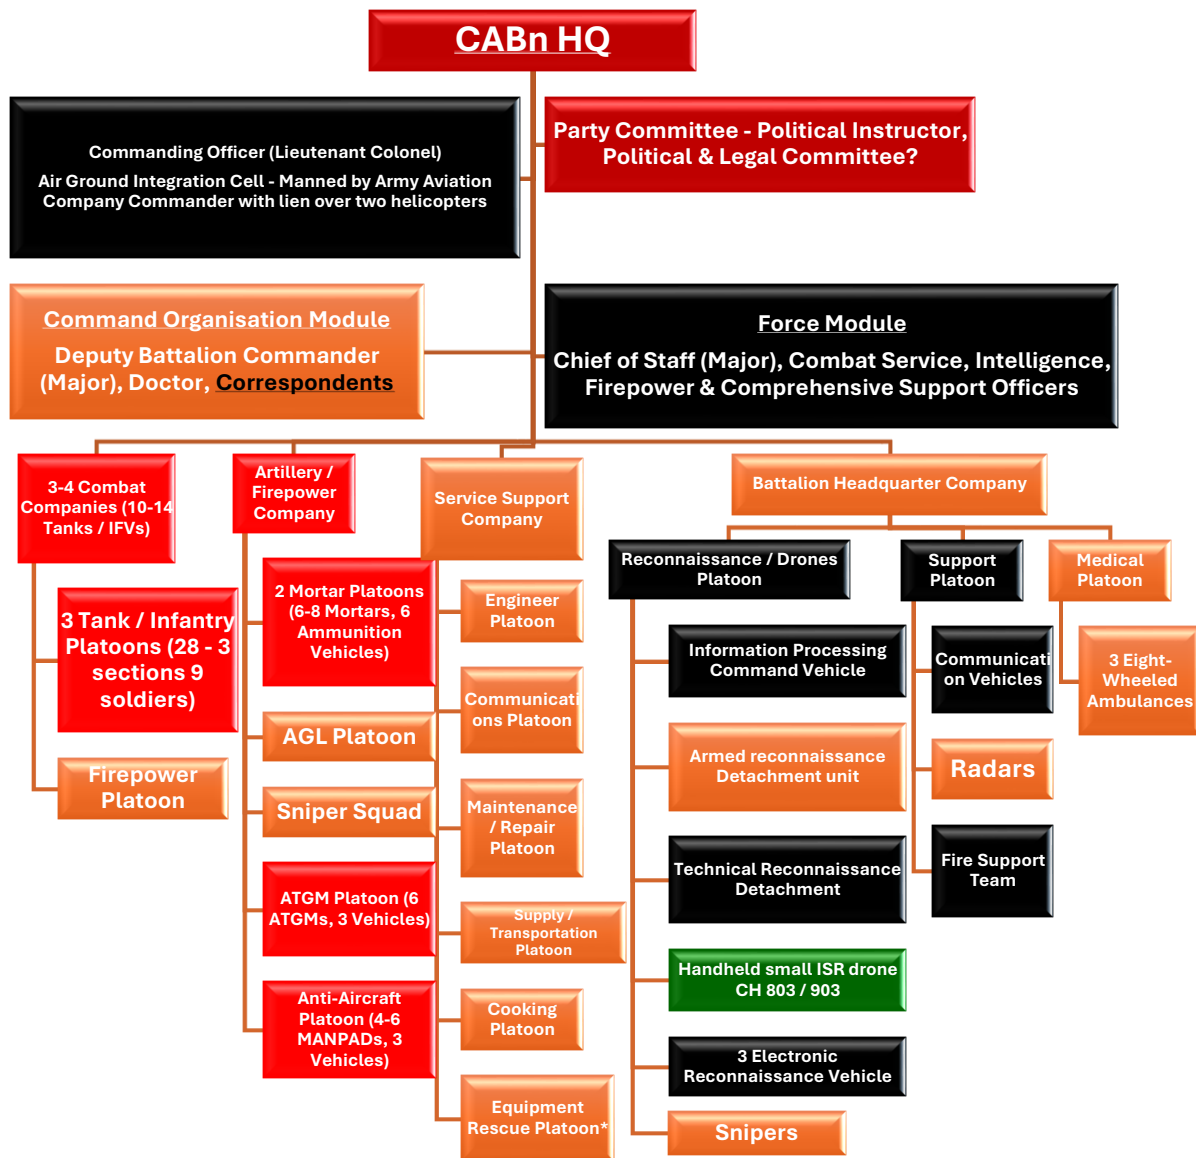 CABn HQ
Commanding Officer (Lieutenant Colonel)
Air Ground Integration Cell - Manned by Army Aviation
Company Commander with lien over two helicopters
Party Committee - Political Instructor,
Political & Legal Committee?
Command Organisation Module
Deputy Battalion Commander
(Major), Doctor, Correspondents
Force Module
Chief of Staff (Major), Combat Service, Intelligence,
Firepower & Comprehensive Support Officers
3-4 Combat
Companies (10-14
Tanks / IFVs)
3 Tank / Infantry
Platoons (28 - 3
sections 9
soldiers)
Firepower
Platoon
Artillery /
Firepower
Company
2 Mortar Platoons
(6-8 Mortars, 6
Ammunition
Vehicles)
AGL Platoon
Sniper Squad
ATGM Platoon (6
ATGMs, 3 Vehicles)
Anti-Aircraft
Platoon (4-6
MANPADs, 3
Vehicles)
Service Support
Company
Engineer
Platoon
Communicati
ons Platoon
Maintenance
/ Repair
Platoon
Supply /
Transportation
Platoon
Cooking
Platoon
Equipment
Rescue Platoon*
Battalion Headquarter Company
Reconnaissance / Drones
Platoon
Information Processing
Command Vehicle
Armed reconnaissance
Detachment unit
Technical Reconnaissance
Detachment
Handheld small ISR drone
CH 803 / 903
3 Electronic
Reconnaissance Vehicle
Snipers
Support
Platoon
Communicati
on Vehicles
Radars
Fire Support
Team
Medical
Platoon
3 Eight-
Wheeled
Ambulances